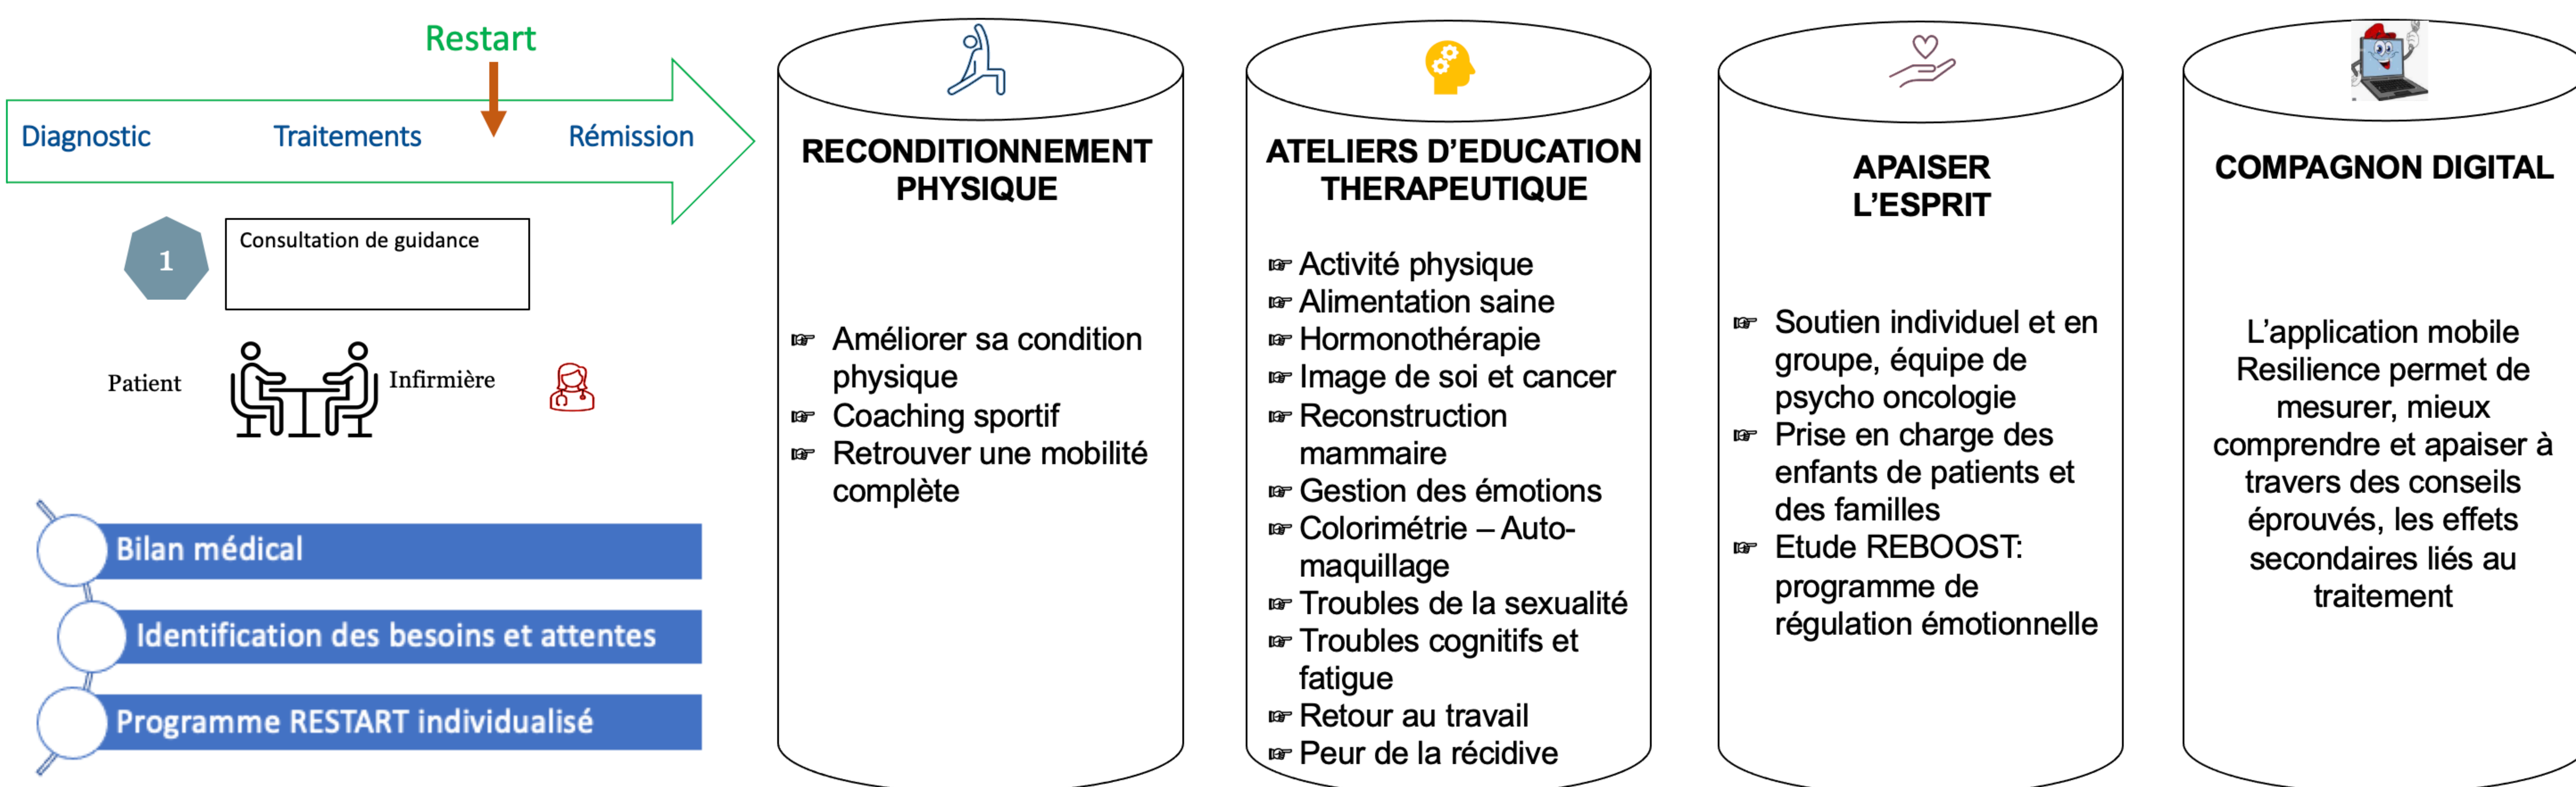 Restart
Diagnostic
Traitements
Rémission
1
Consultation de guidance
Patient
Infirmière
Bilan médical
Identification des besoins et attentes
Programme RESTART individualisé
RECONDITIONNEMENT
PHYSIQUE
☞ Améliorer sa condition
physique
☞ Coaching sportif
☞ Retrouver une mobilité
complète
ATELIERS D’EDUCATION
THERAPEUTIQUE
☞ Activité physique
☞ Alimentation saine
☞ Hormonothérapie
☞ Image de soi et cancer
☞ Reconstruction
mammaire
☞ Gestion des émotions
☞ Colorimétrie – Auto-
maquillage
☞ Troubles de la sexualité
☞ Troubles cognitifs et
fatigue
☞ Retour au travail
☞ Peur de la récidive
APAISER
L’ESPRIT
☞ Soutien individuel et en
groupe, équipe de
psycho oncologie
☞ Prise en charge des
enfants de patients et
des familles
☞ Etude REBOOST:
programme de
régulation émotionnelle
COMPAGNON DIGITAL
L’application mobile
Resilience permet de
mesurer, mieux
comprendre et apaiser à
travers des conseils
éprouvés, les effets
secondaires liés au
traitement